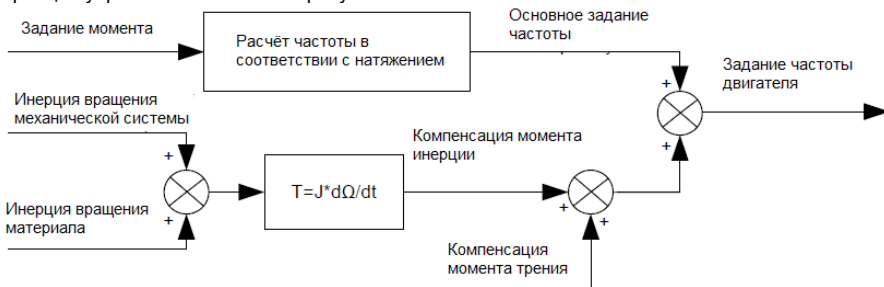 Задание момента
Расчёт частоты в
соответствии с натяжением
Основное задание
частоты
Задание частоты
двигателя
+
+
Инерция вращения
механической системы
+
+
Инерция вращения
материала
T=J*dΩ/dt
Компенсация момента
инерции
+
+
Компенсация
момента трения